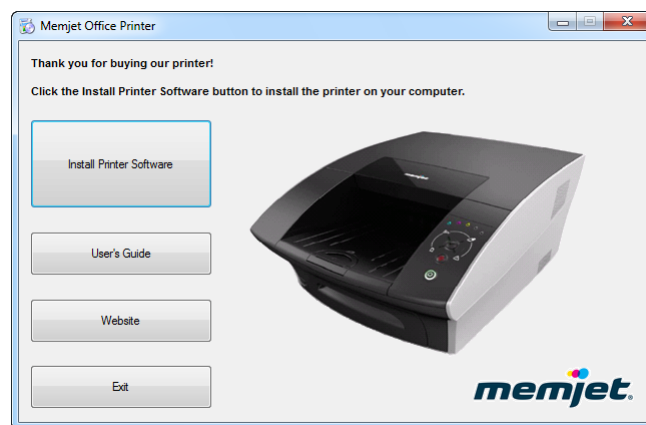 Memjet Office Printer
Thank you for buying our printer!
Click the Install Printer Software button to install the printer on your computer.
Install Printer Software
User's Guide
Website
Exit
memjet
memjet.